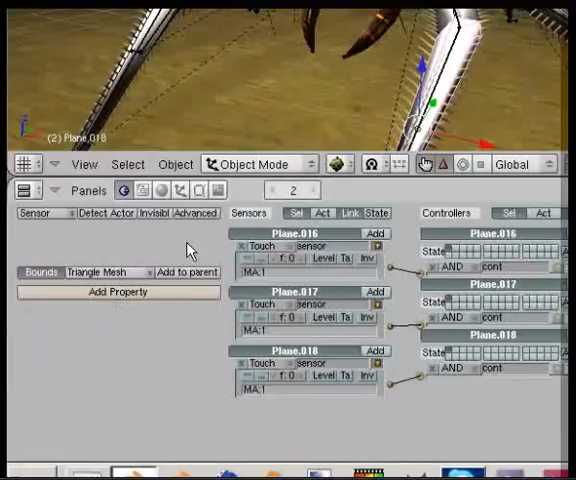 (2) Plane.018
View Select Object Object Mode Global
Panels 2
Sensor Detect Actor Invisibl Advanced Sensors Sel Act Link State Controllers Sel Act
Plane.016 Add Plane.016
Touch sensor State
f: 0 Level Ta Inv AND cont
MA:1
Bounds Triangle Mesh Add to parent
Add Property
Plane.017 Add Plane.017
Touch sensor State
f: 0 Level Ta Inv AND cont
MA:1
Plane.018 Add Plane.018
Touch sensor State
f: 0 Level Ta Inv AND cont
MA:1